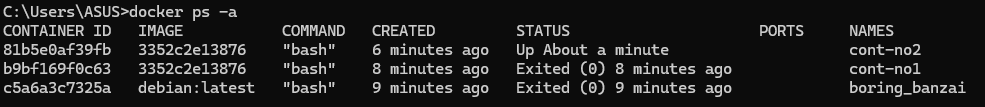 C:\Users\ASUS>docker ps -a
CONTAINER ID   IMAGE           COMMAND   CREATED         STATUS                     PORTS     NAMES
81b5e0af39fb   3352c2e13876    "bash"    6 minutes ago   Up About a minute                    cont-no2
b9bf169f0c63   3352c2e13876    "bash"    8 minutes ago   Exited (0) 8 minutes ago             cont-no1
c5a6a3c7325a   debian:latest   "bash"    9 minutes ago   Exited (0) 9 minutes ago             boring_banzai